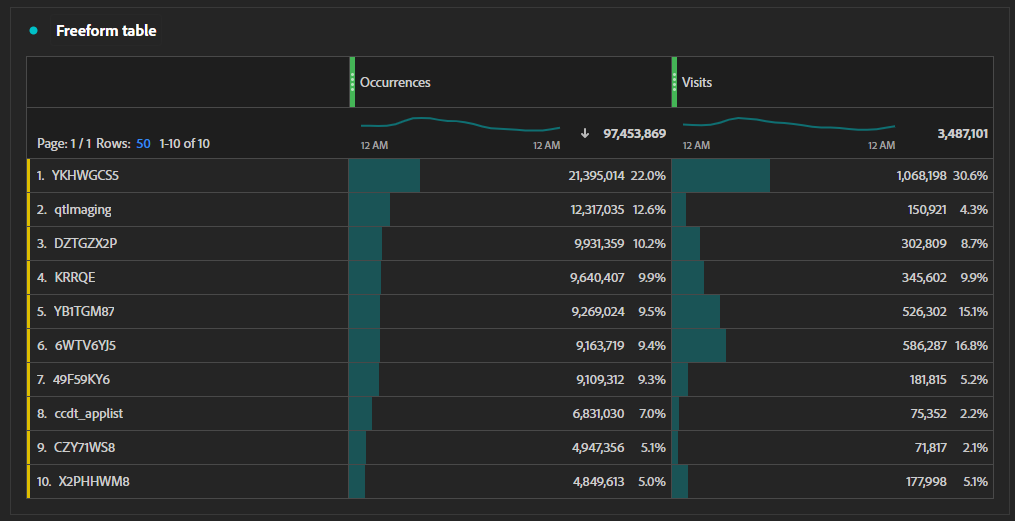 Freeform table
Occurrences Visits
Page: 1 / 1 Rows: 50 1-10 of 10 12 AM 12 AM ↓ 97,453,869 12 AM 12 AM 3,487,101
1. YKHWGCS5 21,395,014 22.0% 1,068,198 30.6%
2. qtImaging 12,317,035 12.6% 150,921 4.3%
3. DZTGZX2P 9,931,359 10.2% 302,809 8.7%
4. KRRQE 9,640,407 9.9% 345,602 9.9%
5. YB1TGM87 9,269,024 9.5% 526,302 15.1%
6. 6WTV6YJ5 9,163,719 9.4% 586,287 16.8%
7. 49F59KY6 9,109,312 9.3% 181,815 5.2%
8. ccdt_applist 6,831,030 7.0% 75,352 2.2%
9. CZY71WS8 4,947,356 5.1% 71,817 2.1%
10. X2PHHWM8 4,849,613 5.0% 177,998 5.1%